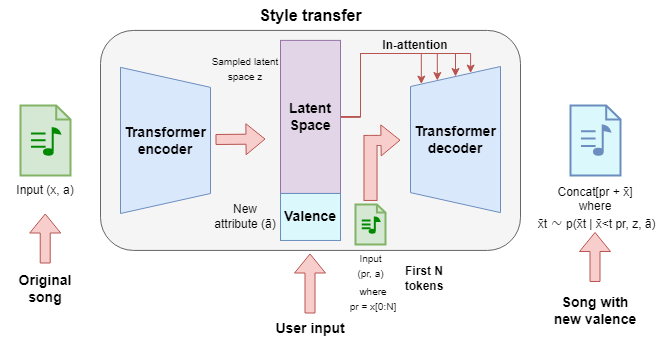 Style transfer
In-attention
Sampled latent
space z
Transformer
encoder
Latent
Space
Transformer
decoder
Input (x, a)
New
attribute (ã)
Valence
Concat[pr + x̃]
where
x̃t ∼ p(x̃t | x̃<t pr, z, ã)
Original
song
Input
(pr, a)
where
pr = x[0:N]
First N
tokens
User input
Song with
new valence